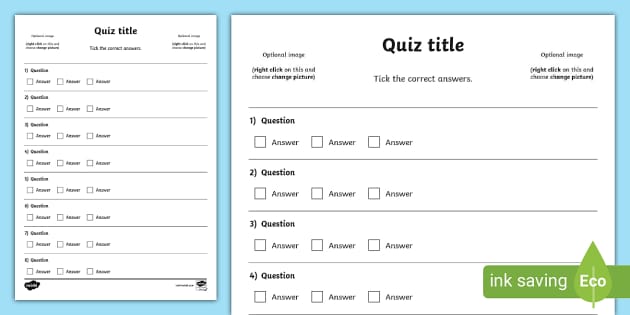 Quiz title
Optional image
(right click on this and
choose change picture)
Tick the correct answers.
Optional image
(right click on this and
choose change picture)
1) Question
Answer Answer Answer
2) Question
Answer Answer Answer
3) Question
Answer Answer Answer
4) Question
Answer Answer Answer
5) Question
Answer Answer Answer
6) Question
Answer Answer Answer
7) Question
Answer Answer Answer
8) Question
Answer Answer Answer
twinkl
Quiz title
Optional image
(right click on this and
choose change picture)
Tick the correct answers.
Optional image
(right click on this and
choose change picture)
1) Question
Answer Answer Answer
2) Question
Answer Answer Answer
3) Question
Answer Answer Answer
4) Question
Answer Answer Answer
ink saving Eco